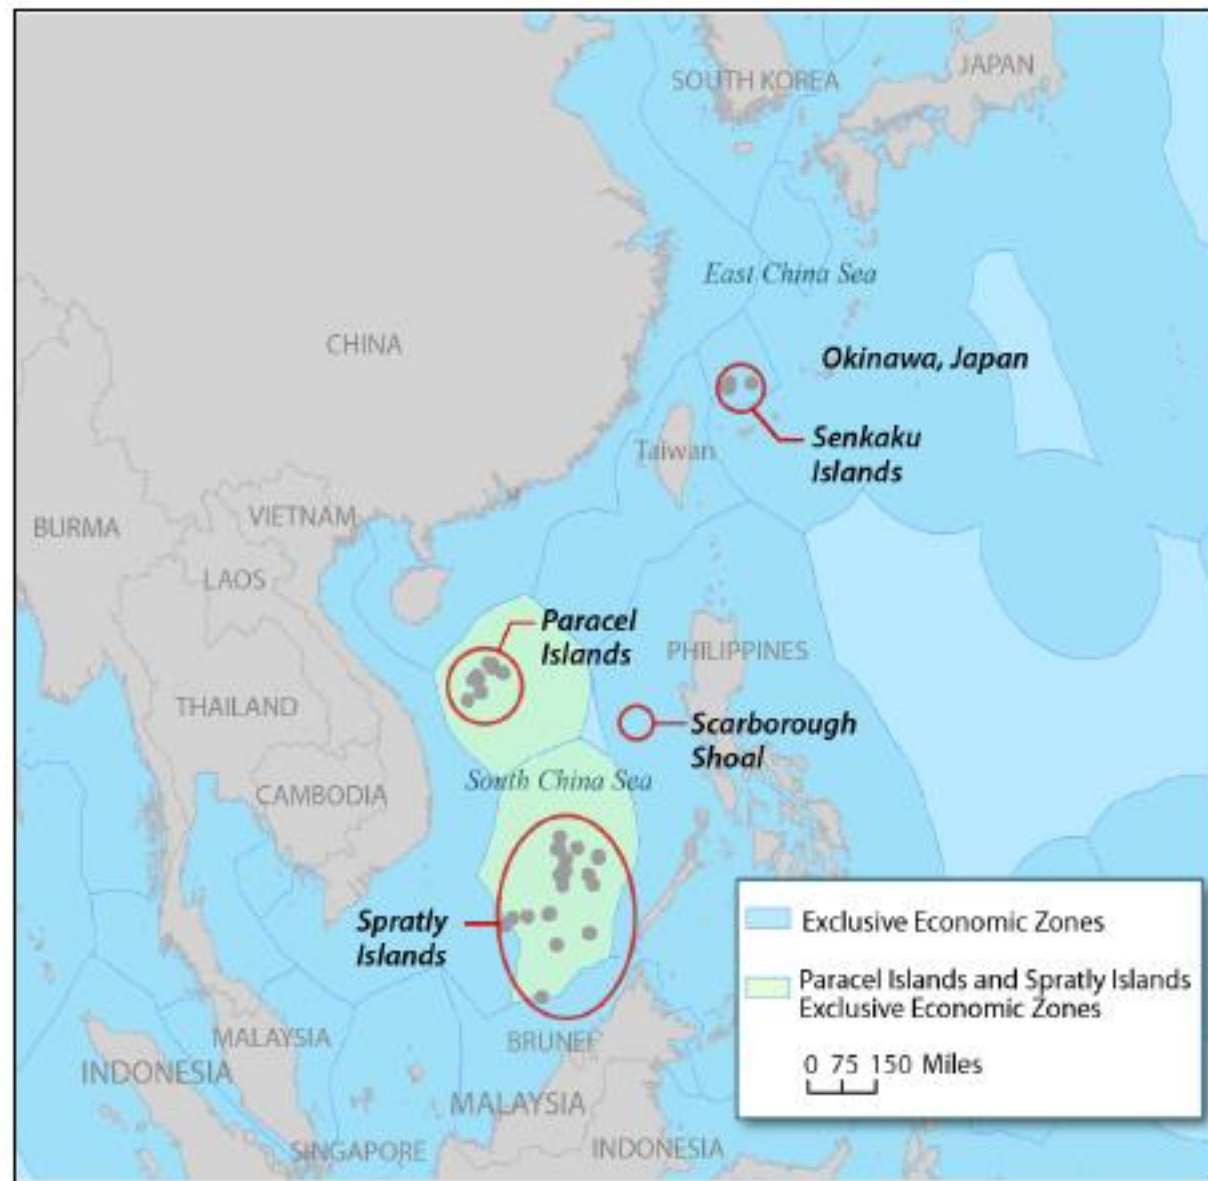 SOUTH KOREA
JAPAN
East China Sea
CHINA
Okinawa, Japan
Senkaku
Islands
Taiwan
BURMA
VIETNAM
LAOS
Paracel
Islands
PHILIPPINES
THAILAND
Scarborough
Shoal
South China Sea
CAMBODIA
Spratly
Islands
Exclusive Economic Zones
Paracel Islands and Spratly Islands
Exclusive Economic Zones
0 75 150 Miles
MALAYSIA
BRUNEI
INDONESIA
MALAYSIA
SINGAPORE
INDONESIA